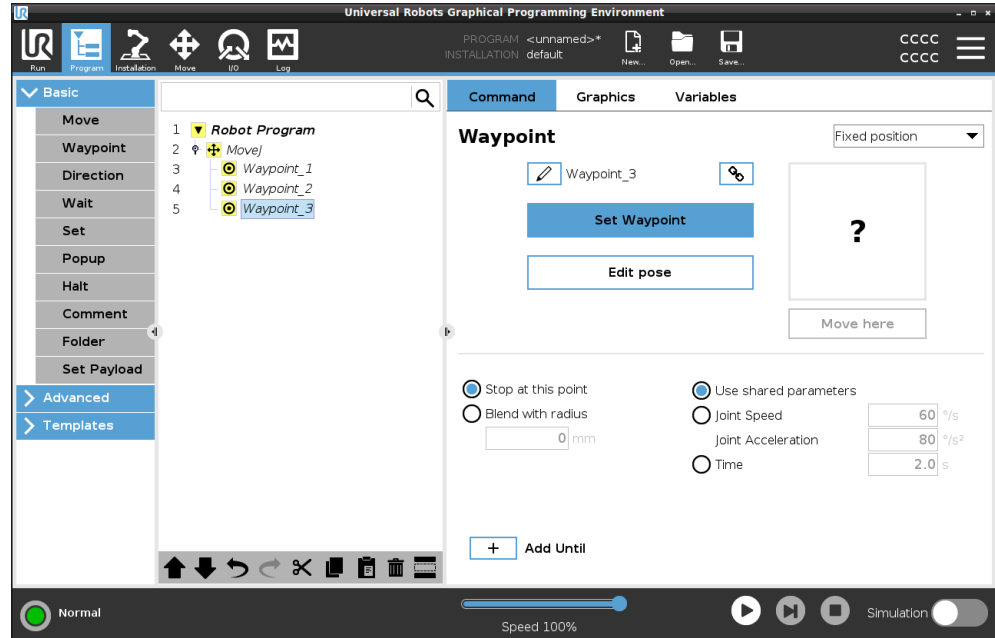 Universal Robots Graphical Programming Environment
UR
Run
Program
Installation
Move
I/O
Log
PROGRAM <unnamed>*
INSTALLATION default
New...
Open...
Save...
CCCC
CCCC
Basic
Move
Waypoint
Direction
Wait
Set
Popup
Halt
Comment
Folder
Set Payload
Advanced
Templates
1 Robot Program
2 MoveJ
3 Waypoint_1
4 Waypoint_2
5 Waypoint_3
Command Graphics Variables
Waypoint
Fixed position
Waypoint_3
Set Waypoint
Edit pose
?
Move here
Stop at this point
Blend with radius
0 mm
Use shared parameters
Joint Speed 60 °/s
Joint Acceleration 80 °/s²
Time 2.0 s
+ Add Until
Normal
Speed 100%
Simulation